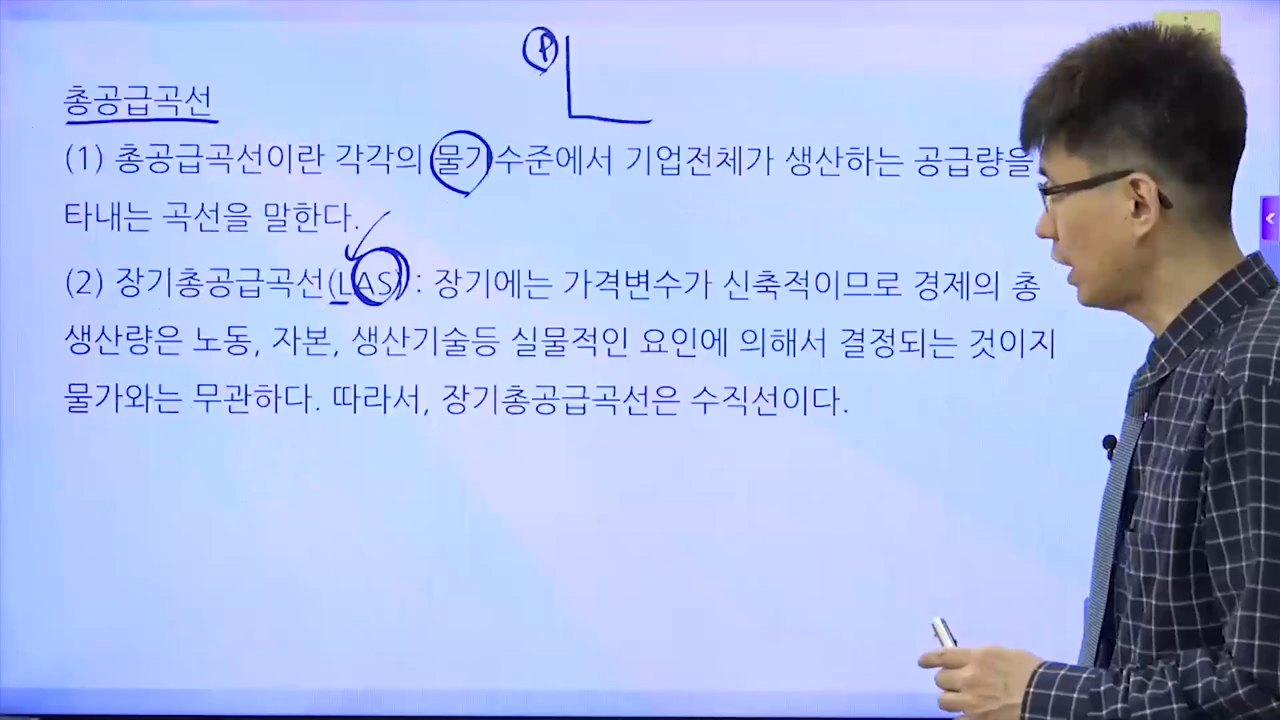 P
총공급곡선
(1) 총공급곡선이란 각각의 물가 수준에서 기업전체가 생산하는 공급량을
타내는 곡선을 말한다.
(2) 장기총공급곡선(LAS) : 장기에는 가격변수가 신축적이므로 경제의 총
생산량은 노동, 자본, 생산기술등 실물적인 요인에 의해서 결정되는 것이지
물가와는 무관하다. 따라서, 장기총공급곡선은 수직선이다.